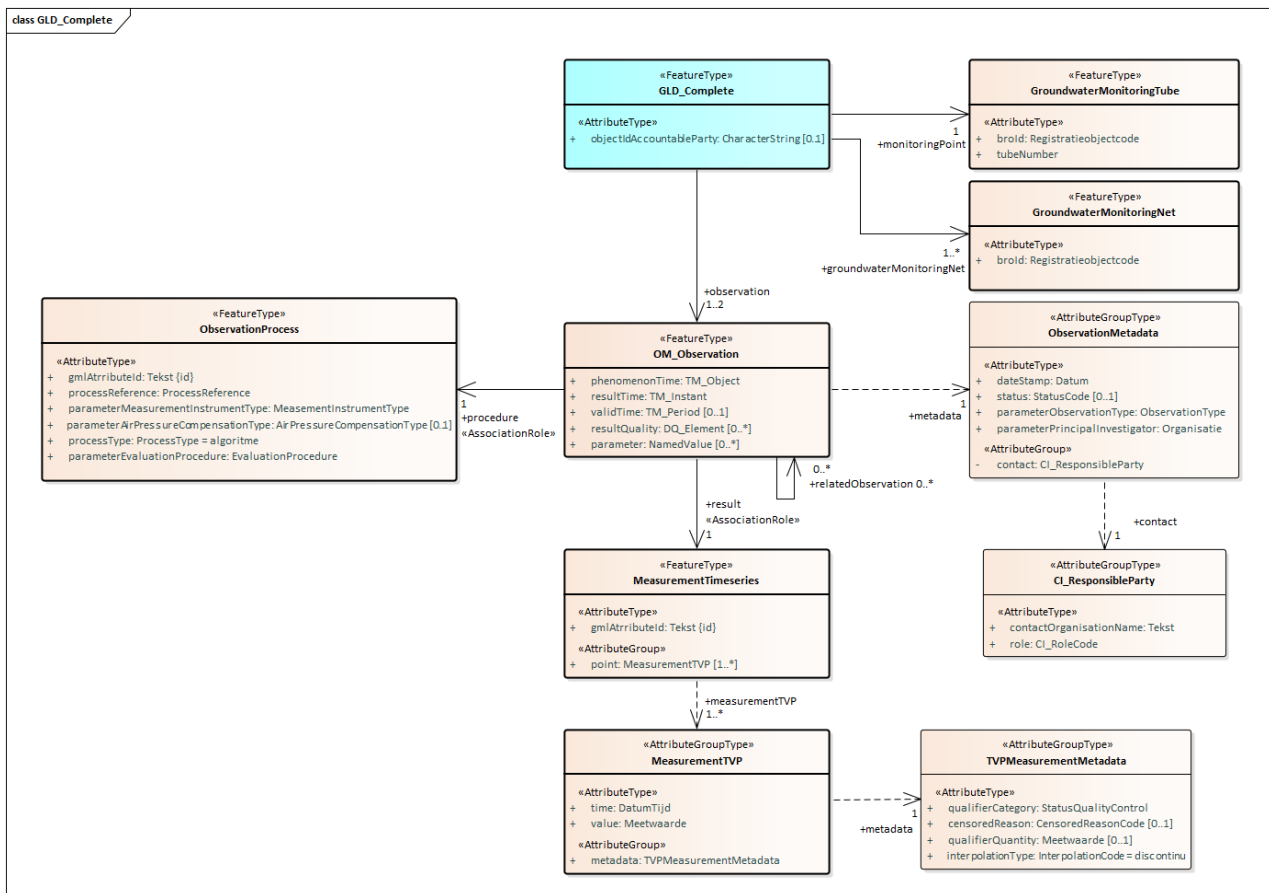 class GLD_Complete
«FeatureType»
GLD_Complete
«AttributeType»
+ objectIdAccountableParty: CharacterString [0.1]
«FeatureType»
GroundwaterMonitoringTube
«AttributeType»
+ broId: Registratieobjectcode
+ tubeNumber
1
+monitoringPoint
«FeatureType»
GroundwaterMonitoringNet
«AttributeType»
+ broId: Registratieobjectcode
1..*
+groundwaterMonitoringNet
+observation
1..2
«FeatureType»
ObservationProcess
«AttributeType»
+ gmlAtrributeId: Tekst {id}
+ processReference: ProcessReference
+ parameterMeasurementInstrumentType: MeasementInstrumentType
+ parameterAirPressureCompensationType: AirPressureCompensationType [0.1]
+ processType: ProcessType = algoritme
+ parameterEvaluationProcedure: EvaluationProcedure
1
+procedure
«AssociationRole»
«FeatureType»
OM_Observation
+ phenomenonTime: TM_Object
+ resultTime: TM_Instant
+ validTime: TM_Period [0..1]
+ resultQuality: DQ_Element [0..*]
+ parameter: NamedValue [0..*]
1
+metadata
«AttributeGroupType»
ObservationMetadata
«AttributeType»
+ dateStamp: Datum
+ status: StatusCode [0..1]
+ parameterObservationType: ObservationType
+ parameterPrincipalInvestigator: Organisatie
«AttributeGroup»
- contact: CI_ResponsibleParty
0..*
+relatedObservation 0..*
+result
«AssociationRole»
1
+contact
1
«FeatureType»
MeasurementTimeseries
«AttributeType»
+ gmlAtrributeId: Tekst {id}
«AttributeGroup»
+ point: MeasurementTVP [1..*]
«AttributeGroupType»
CI_ResponsibleParty
«AttributeType»
+ contactOrganisationName: Tekst
+ role: CI_RoleCode
+measurementTVP
1..*
«AttributeGroupType»
MeasurementTVP
«AttributeType»
+ time: DatumTijd
+ value: Meetwaarde
«AttributeGroup»
+ metadata: TVPMeasurementMetadata
1
+metadata
«AttributeGroupType»
TVPMeasurementMetadata
«AttributeType»
+ qualifierCategory: StatusQualityControl
+ censoredReason: CensoredReasonCode [0..1]
+ qualifierQuantity: Meetwaarde [0..1]
+ interpolationType: InterpolationCode = discontinu